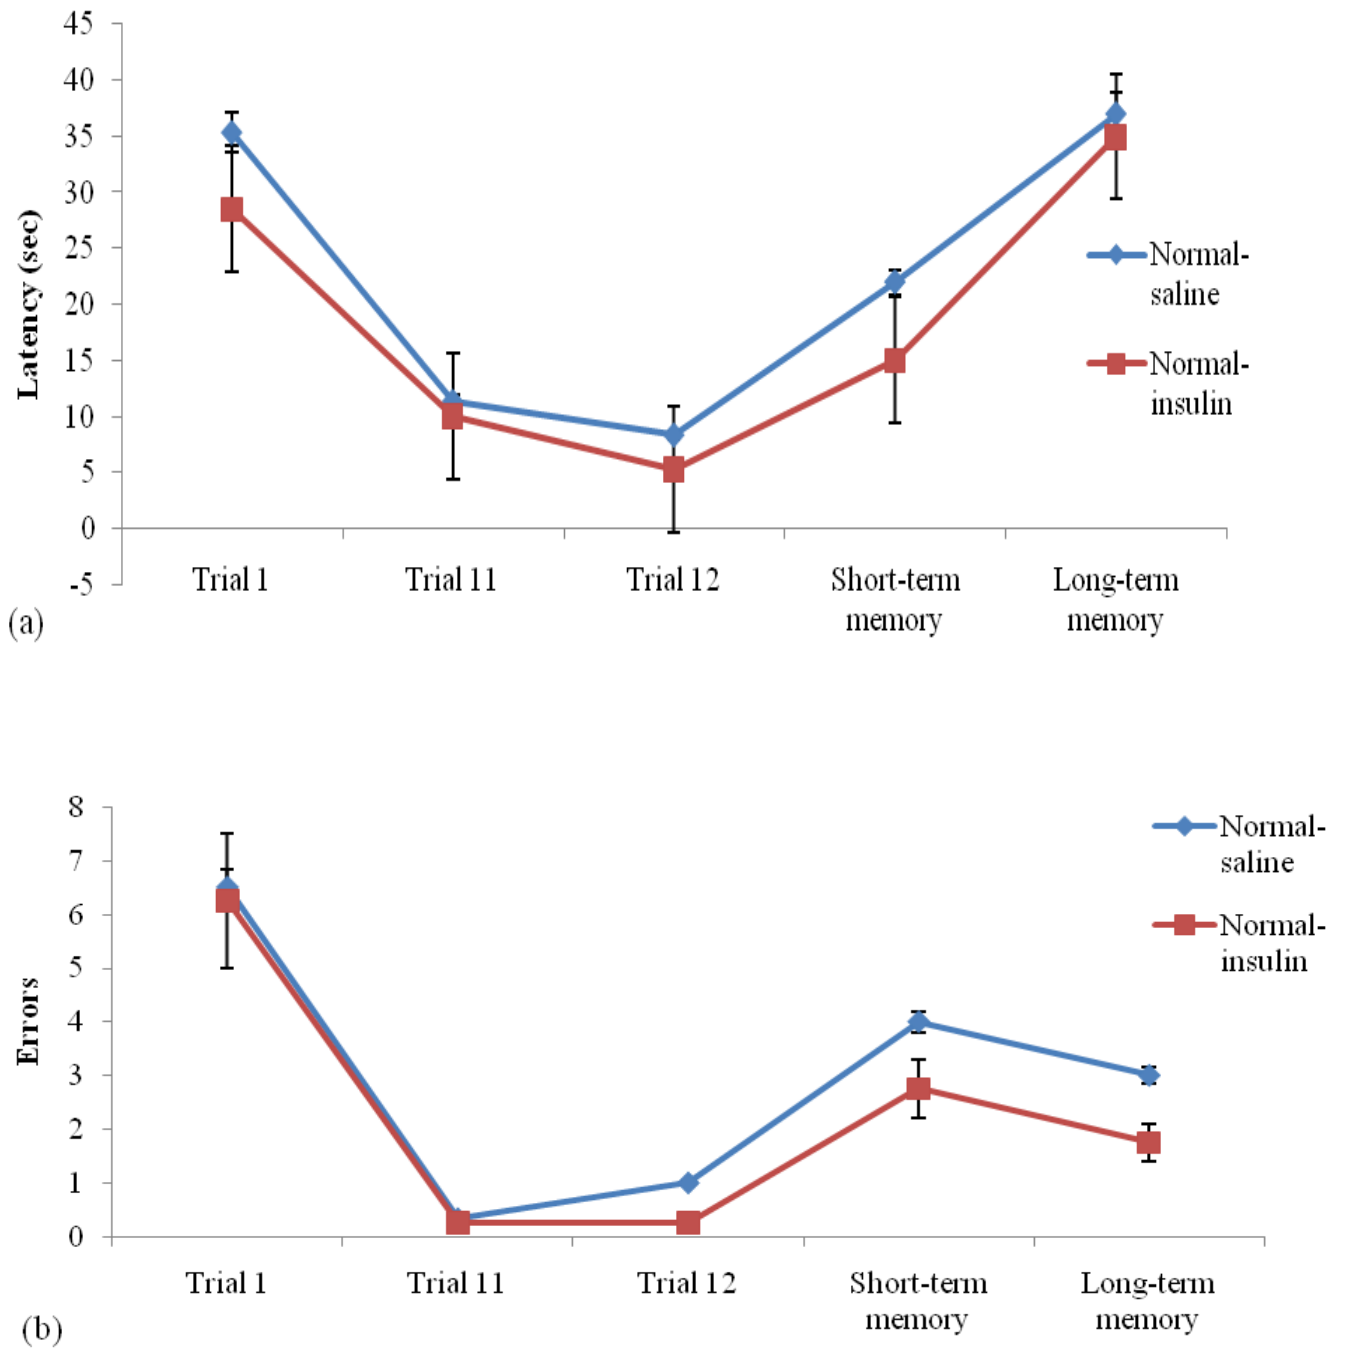 45
40
35
30
25
20
15
10
5
0
-5
Latency (sec)
Normal-
saline
Normal-
insulin
Trial 1 Trial 11 Trial 12 Short-term Long-term
memory memory
(a)
8
7
6
5
4
3
2
1
0
Errors
Normal-
saline
Normal-
insulin
Trial 1 Trial 11 Trial 12 Short-term Long-term
memory memory
(b)